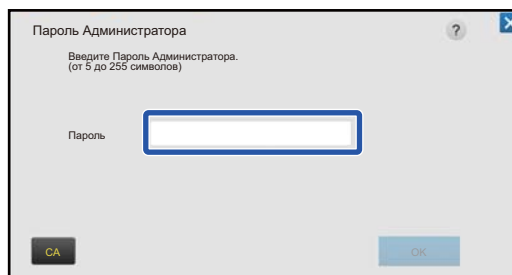 Пароль Администратора
?
Введите Пароль Администратора.
(от 5 до 255 символов)
Пароль
CA
OK